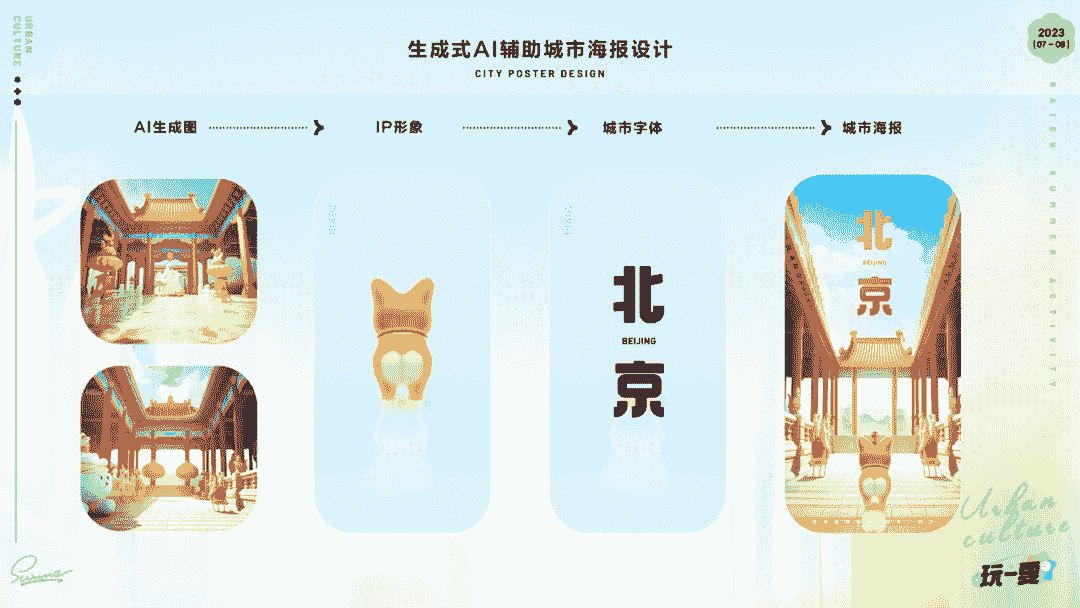 URBAN
CULTURE
生成式AI辅助城市海报设计
CITY POSTER DESIGN
2023
(07-08)
AI生成图
IP形象
城市字体
城市海报
北
BEIJING
京
北
BEIJING
京
SUMMER ACTIVITY
Urban
culture
玩一夏